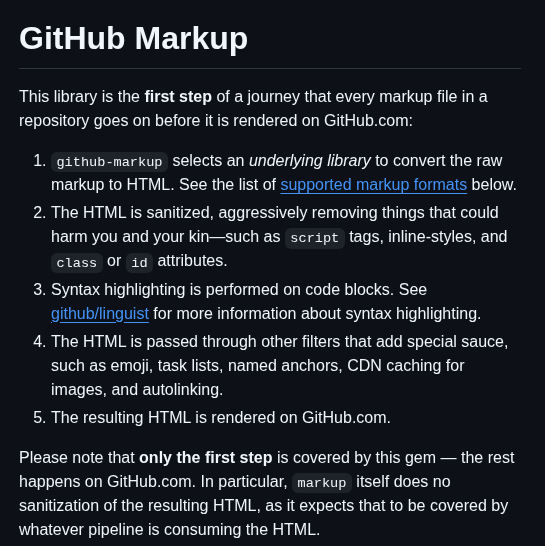 GitHub Markup
This library is the first step of a journey that every markup file in a
repository goes on before it is rendered on GitHub.com:
1. github-markup selects an underlying library to convert the raw
markup to HTML. See the list of supported markup formats below.
2. The HTML is sanitized, aggressively removing things that could
harm you and your kin—such as script tags, inline-styles, and
class or id attributes.
3. Syntax highlighting is performed on code blocks. See
github/linguist for more information about syntax highlighting.
4. The HTML is passed through other filters that add special sauce,
such as emoji, task lists, named anchors, CDN caching for
images, and autolinking.
5. The resulting HTML is rendered on GitHub.com.
Please note that only the first step is covered by this gem — the rest
happens on GitHub.com. In particular, markup itself does no
sanitization of the resulting HTML, as it expects that to be covered by
whatever pipeline is consuming the HTML.